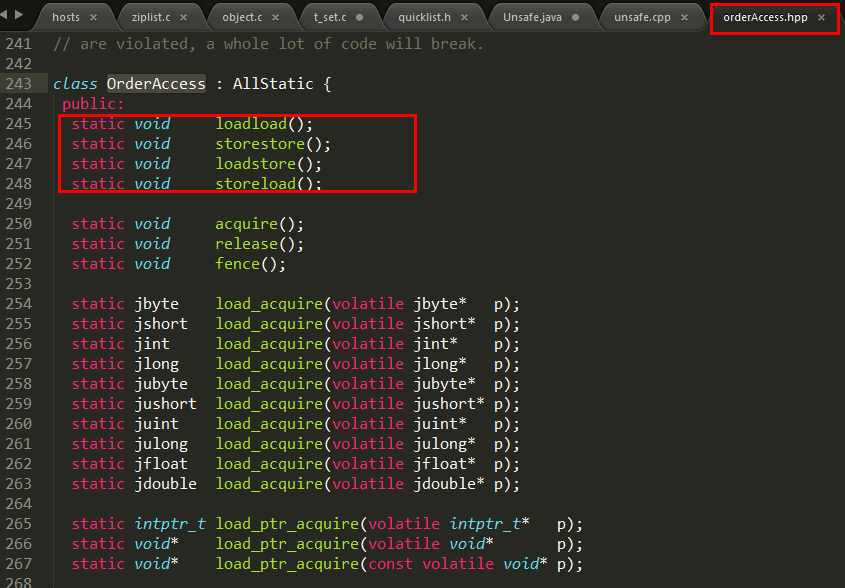 hosts × ziplist.c × object.c × t_set.c ● quicklist.h × Unsafe.java ● unsafe.cpp × orderAccess.hpp ×
241 // are violated, a whole lot of code will break.
242
243 class OrderAccess : AllStatic {
244 public:
245 static void loadload();
246 static void storestore();
247 static void loadstore();
248 static void storeload();
249
250 static void acquire();
251 static void release();
252 static void fence();
253
254 static jbyte load_acquire(volatile jbyte* p);
255 static jshort load_acquire(volatile jshort* p);
256 static jint load_acquire(volatile jint* p);
257 static jlong load_acquire(volatile jlong* p);
258 static jubyte load_acquire(volatile jubyte* p);
259 static jushort load_acquire(volatile jushort* p);
260 static juint load_acquire(volatile juint* p);
261 static julong load_acquire(volatile julong* p);
262 static jfloat load_acquire(volatile jfloat* p);
263 static jdouble load_acquire(volatile jdouble* p);
264
265 static intptr_t load_ptr_acquire(volatile intptr_t* p);
266 static void* load_ptr_acquire(volatile void* p);
267 static void* load_ptr_acquire(const volatile void* p);
268